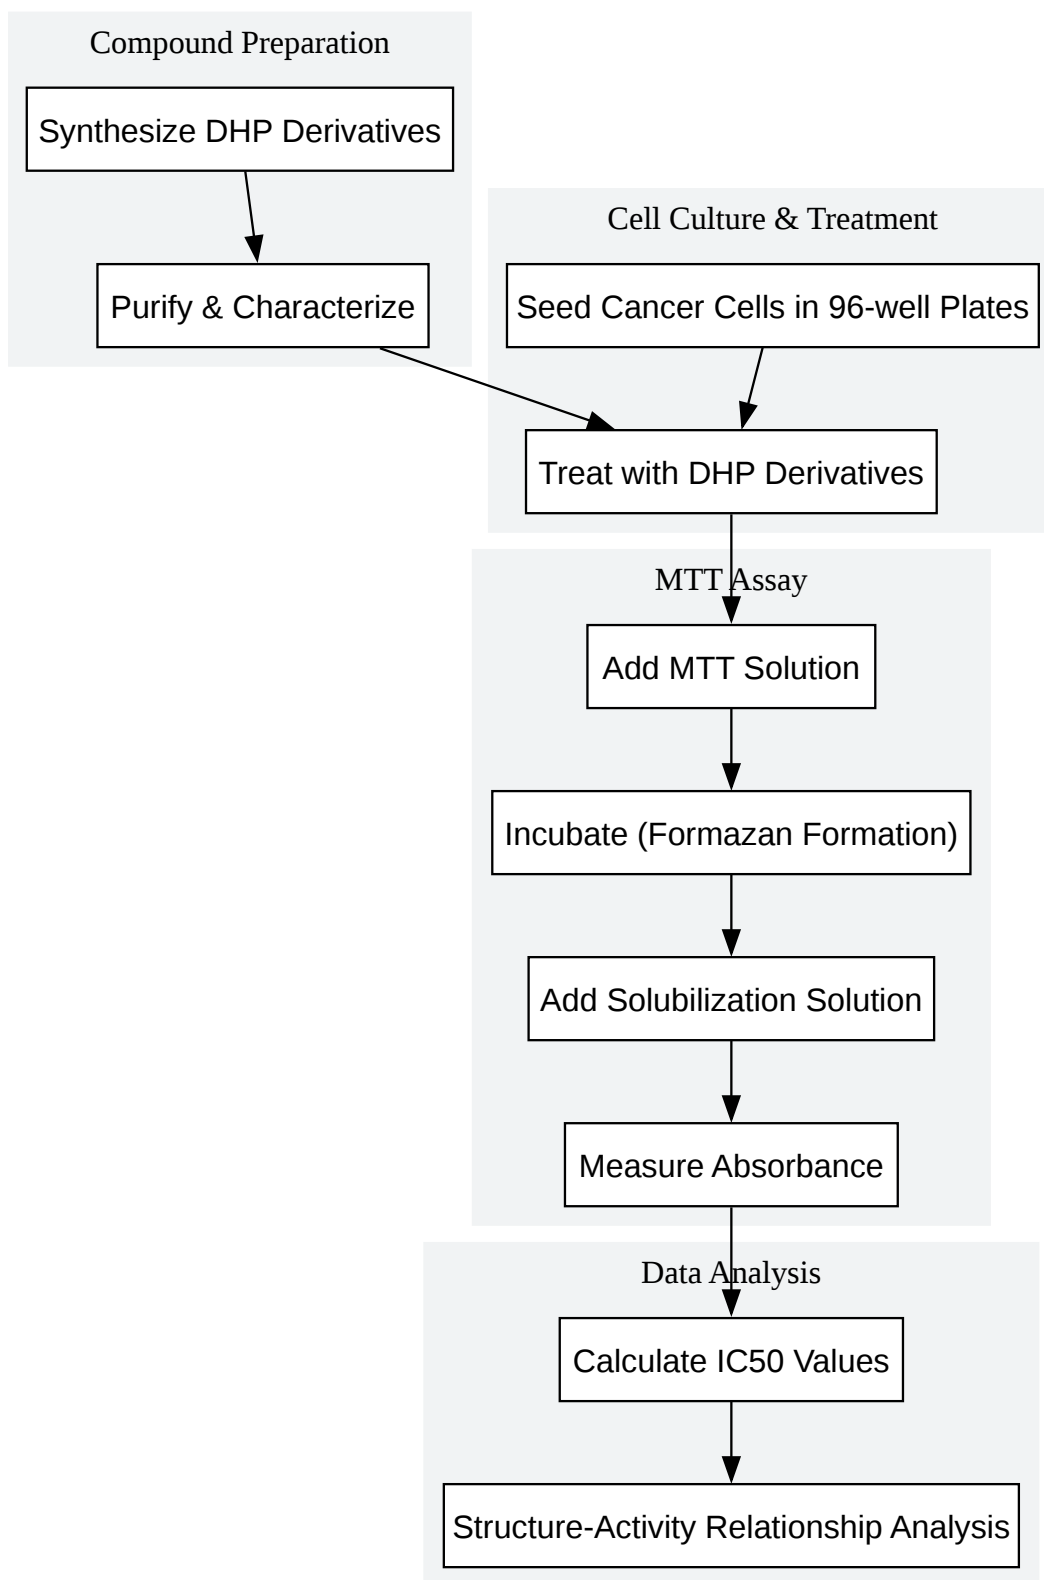 Compound Preparation
Synthesize DHP Derivatives
Purify & Characterize
Cell Culture & Treatment
Seed Cancer Cells in 96-well Plates
Treat with DHP Derivatives
MTT Assay
Add MTT Solution
Incubate (Formazan Formation)
Add Solubilization Solution
Measure Absorbance
Data Analysis
Calculate IC50 Values
Structure-Activity Relationship Analysis